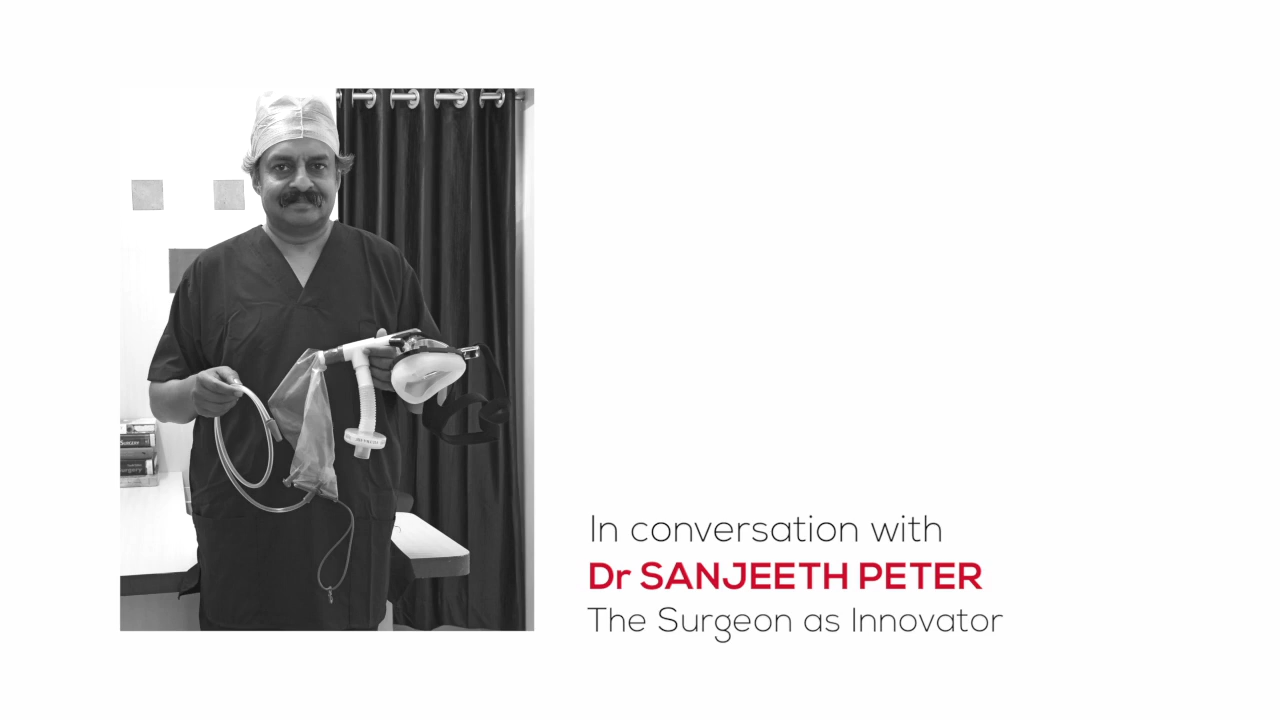 In conversation with
Dr SANJEETH PETER
The Surgeon as Innovator